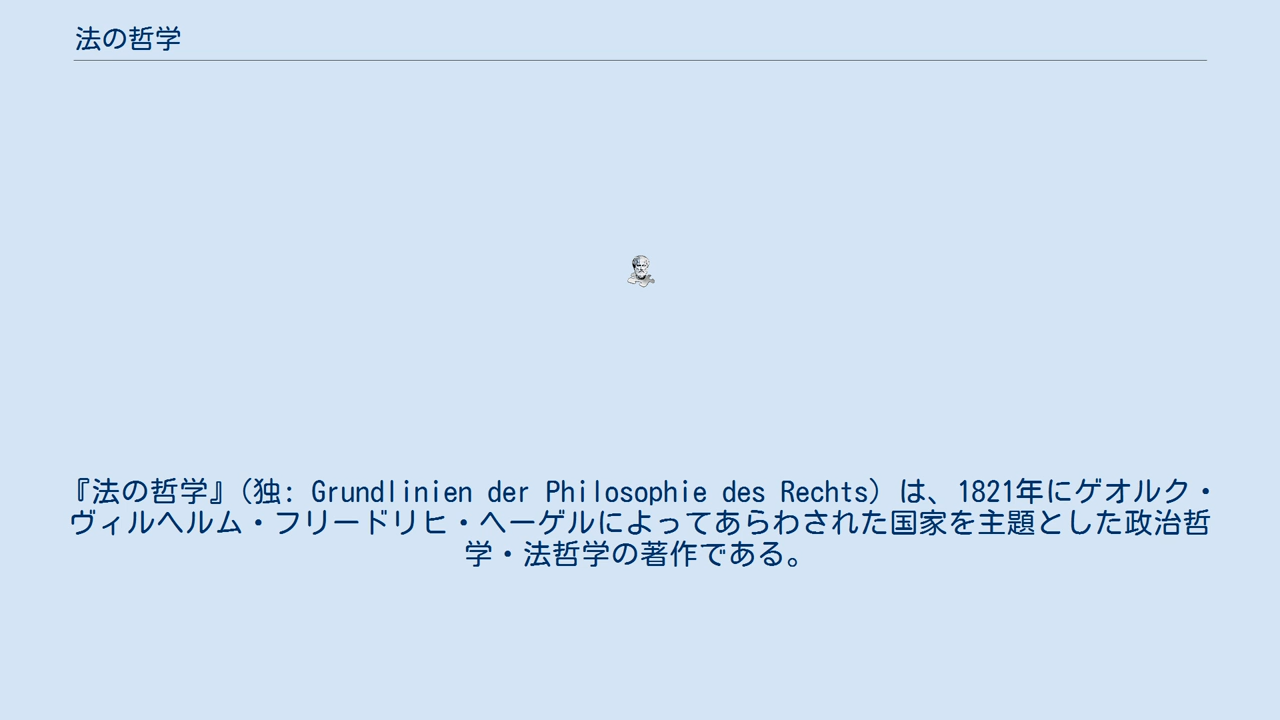 法の哲学
『法の哲学』(独: Grundlinien der Philosophie des Rechts) は、1821年にゲオルク・
ヴィルヘルム・フリードリヒ・ヘーゲルによってあらわされた国家を主題とした政治哲
学・法哲学の著作である。